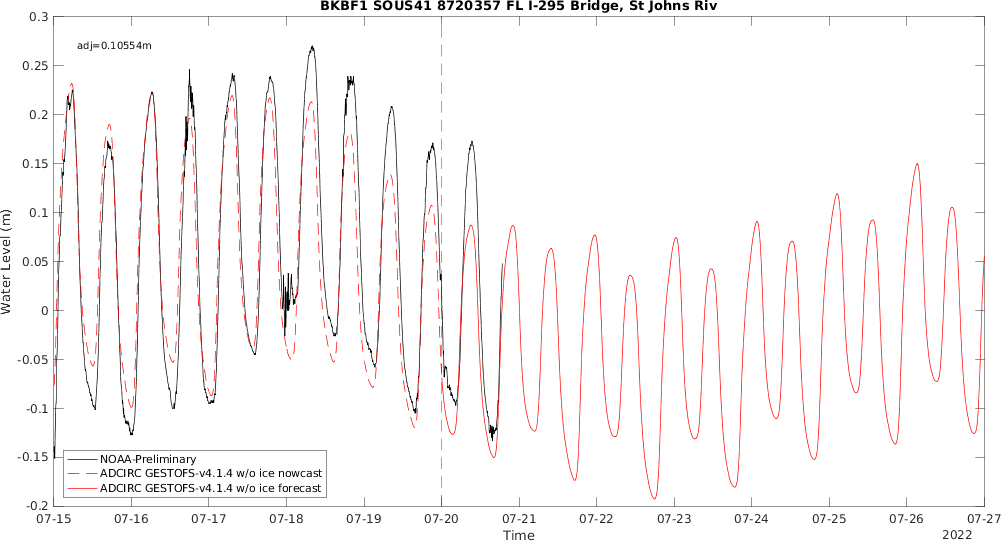 BKBF1 SOUS41 8720357 FL I-295 Bridge, St Johns Riv
adj=0.10554m
Water Level (m)
0.3
0.25
0.2
0.15
0.1
0.05
0
-0.05
-0.1
-0.15
-0.2
NOAA-Preliminary
ADCIRC GESTOFS-v4.1.4 w/o ice nowcast
ADCIRC GESTOFS-v4.1.4 w/o ice forecast
07-15 07-16 07-17 07-18 07-19 07-20 07-21 07-22 07-23 07-24 07-25 07-26 07-27
Time
2022